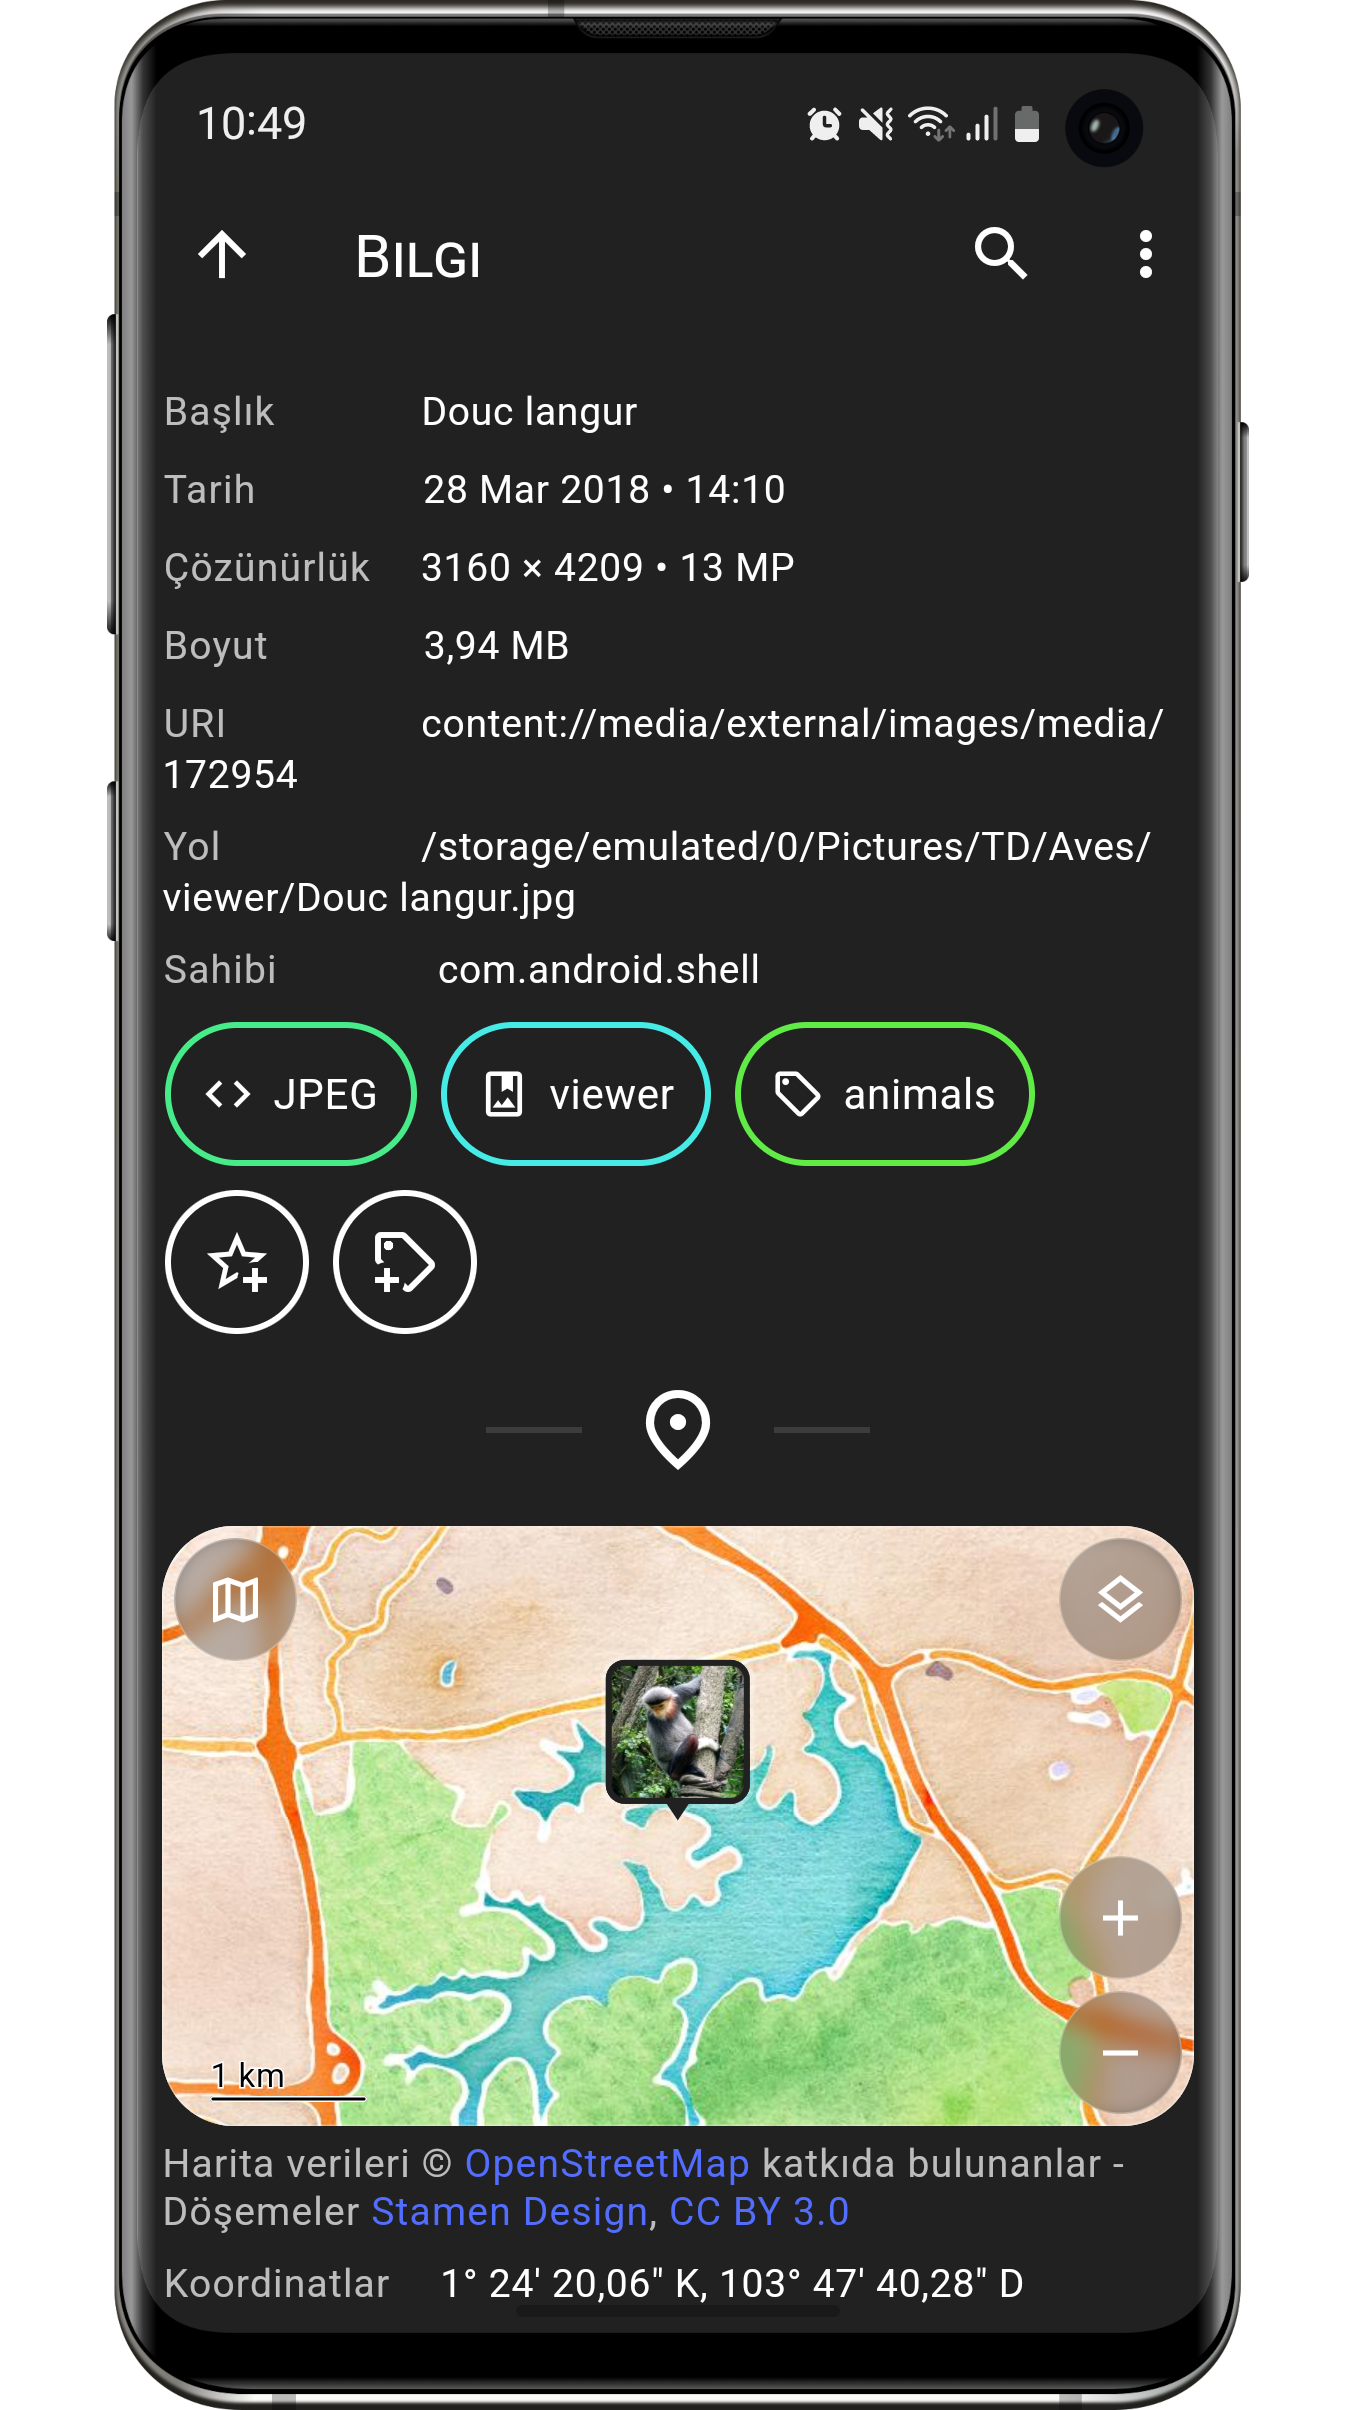 10:49
BILGI
Başlık Douc langur
Tarih 28 Mar 2018 • 14:10
Çözünürlük 3160 × 4209 • 13 MP
Boyut 3,94 MB
URI content://media/external/images/media/
172954
Yol /storage/emulated/0/Pictures/TD/Aves/
viewer/Douc langur.jpg
Sahibi com.android.shell
JPEG viewer animals
1 km
Harita verileri © OpenStreetMap katkıda bulunanlar -
Döşemeler Stamen Design, CC BY 3.0
Koordinatlar 1° 24' 20,06" K, 103° 47' 40,28" D